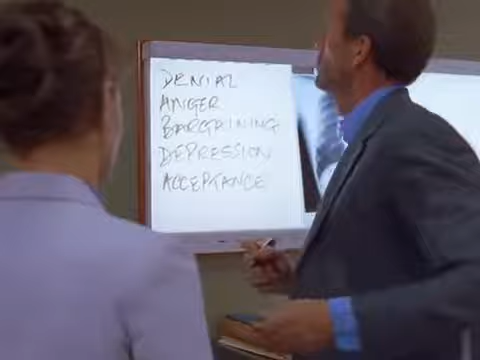 DENIAL
ANGER
BARGAINING
DEPRESSION
ACCEPTANCE